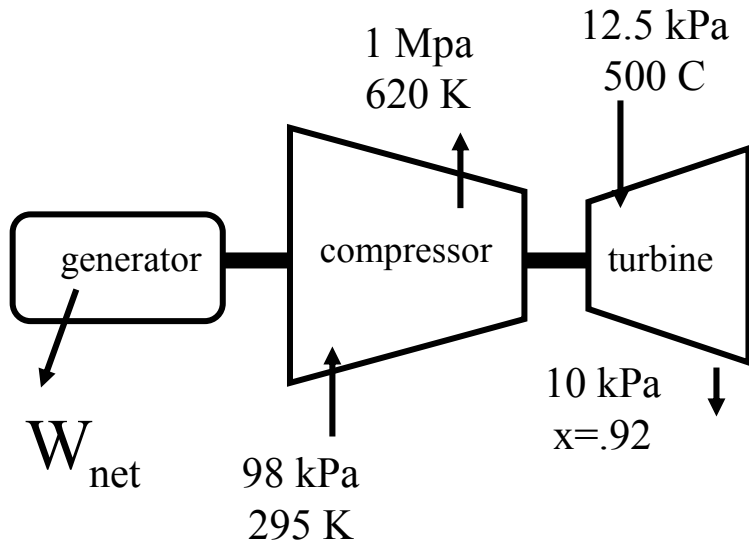 1 Mpa
620 K
12.5 kPa
500 C
generator
compressor
turbine
W net
98 kPa
295 K
10 kPa
x=.92